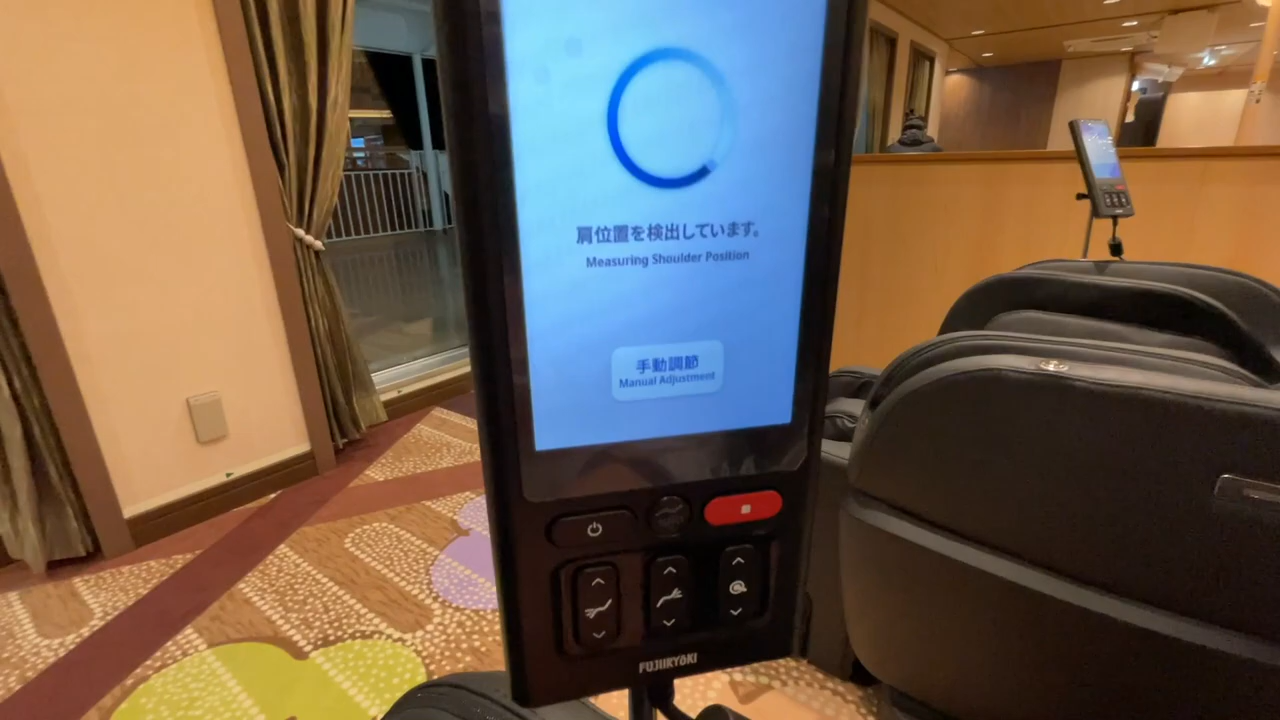 肩位置を検出しています。
Measuring Shoulder Position
手動調節
Manual Adjustment
FUJIIRYOKI